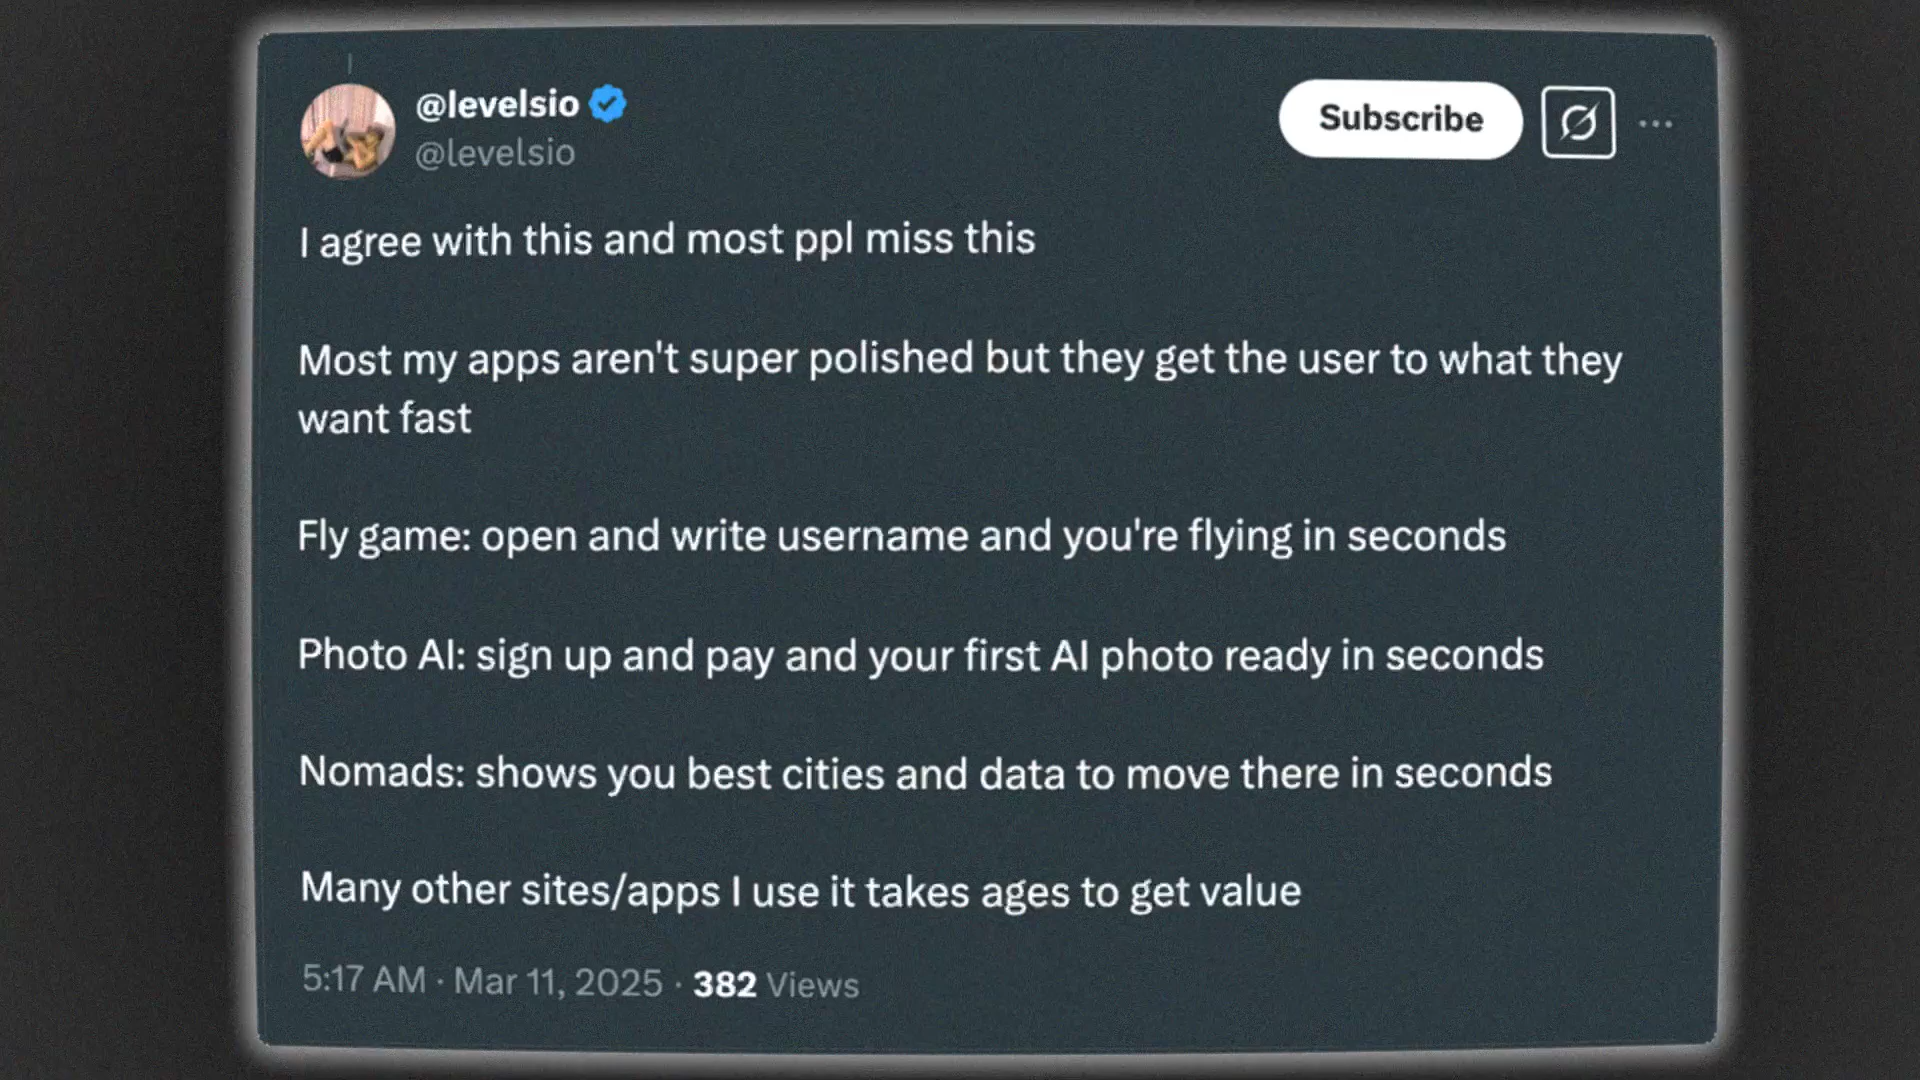 @levelsio
@levelsio
Subscribe
I agree with this and most ppl miss this
Most my apps aren't super polished but they get the user to what they
want fast
Fly game: open and write username and you're flying in seconds
Photo AI: sign up and pay and your first AI photo ready in seconds
Nomads: shows you best cities and data to move there in seconds
Many other sites/apps I use it takes ages to get value
5:17 AM · Mar 11, 2025 · 382 Views